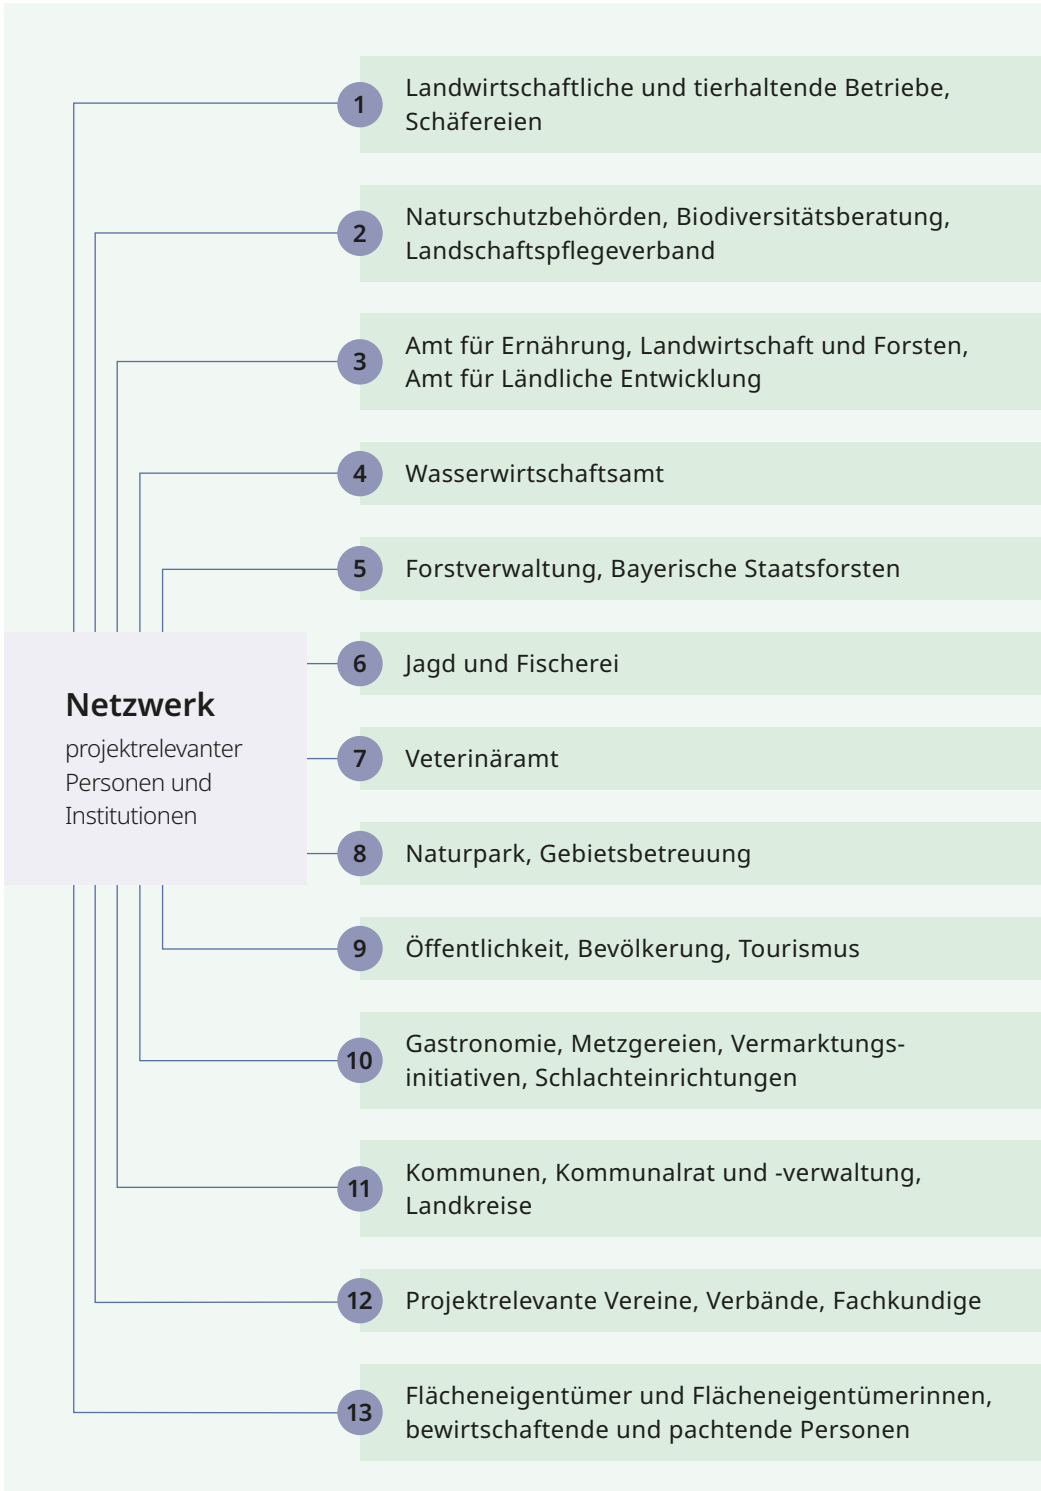 1
Landwirtschaftliche und tierhaltende Betriebe,
Schäfereien
2
Naturschutzbehörden, Biodiversitätsberatung,
Landschaftspflegeverband
3
Amt für Ernährung, Landwirtschaft und Forsten,
Amt für Ländliche Entwicklung
4
Wasserwirtschaftsamt
5
Forstverwaltung, Bayerische Staatsforsten
Netzwerk
projektrelevanter
Personen und
Institutionen
6
Jagd und Fischerei
7
Veterinäramt
8
Naturpark, Gebietsbetreuung
9
Öffentlichkeit, Bevölkerung, Tourismus
10
Gastronomie, Metzgereien, Vermarktungs-
initiativen, Schlachteinrichtungen
11
Kommunen, Kommunalrat und -verwaltung,
Landkreise
12
Projektrelevante Vereine, Verbände, Fachkundige
13
Flächeneigentümer und Flächeneigentümerinnen,
bewirtschaftende und pachtende Personen